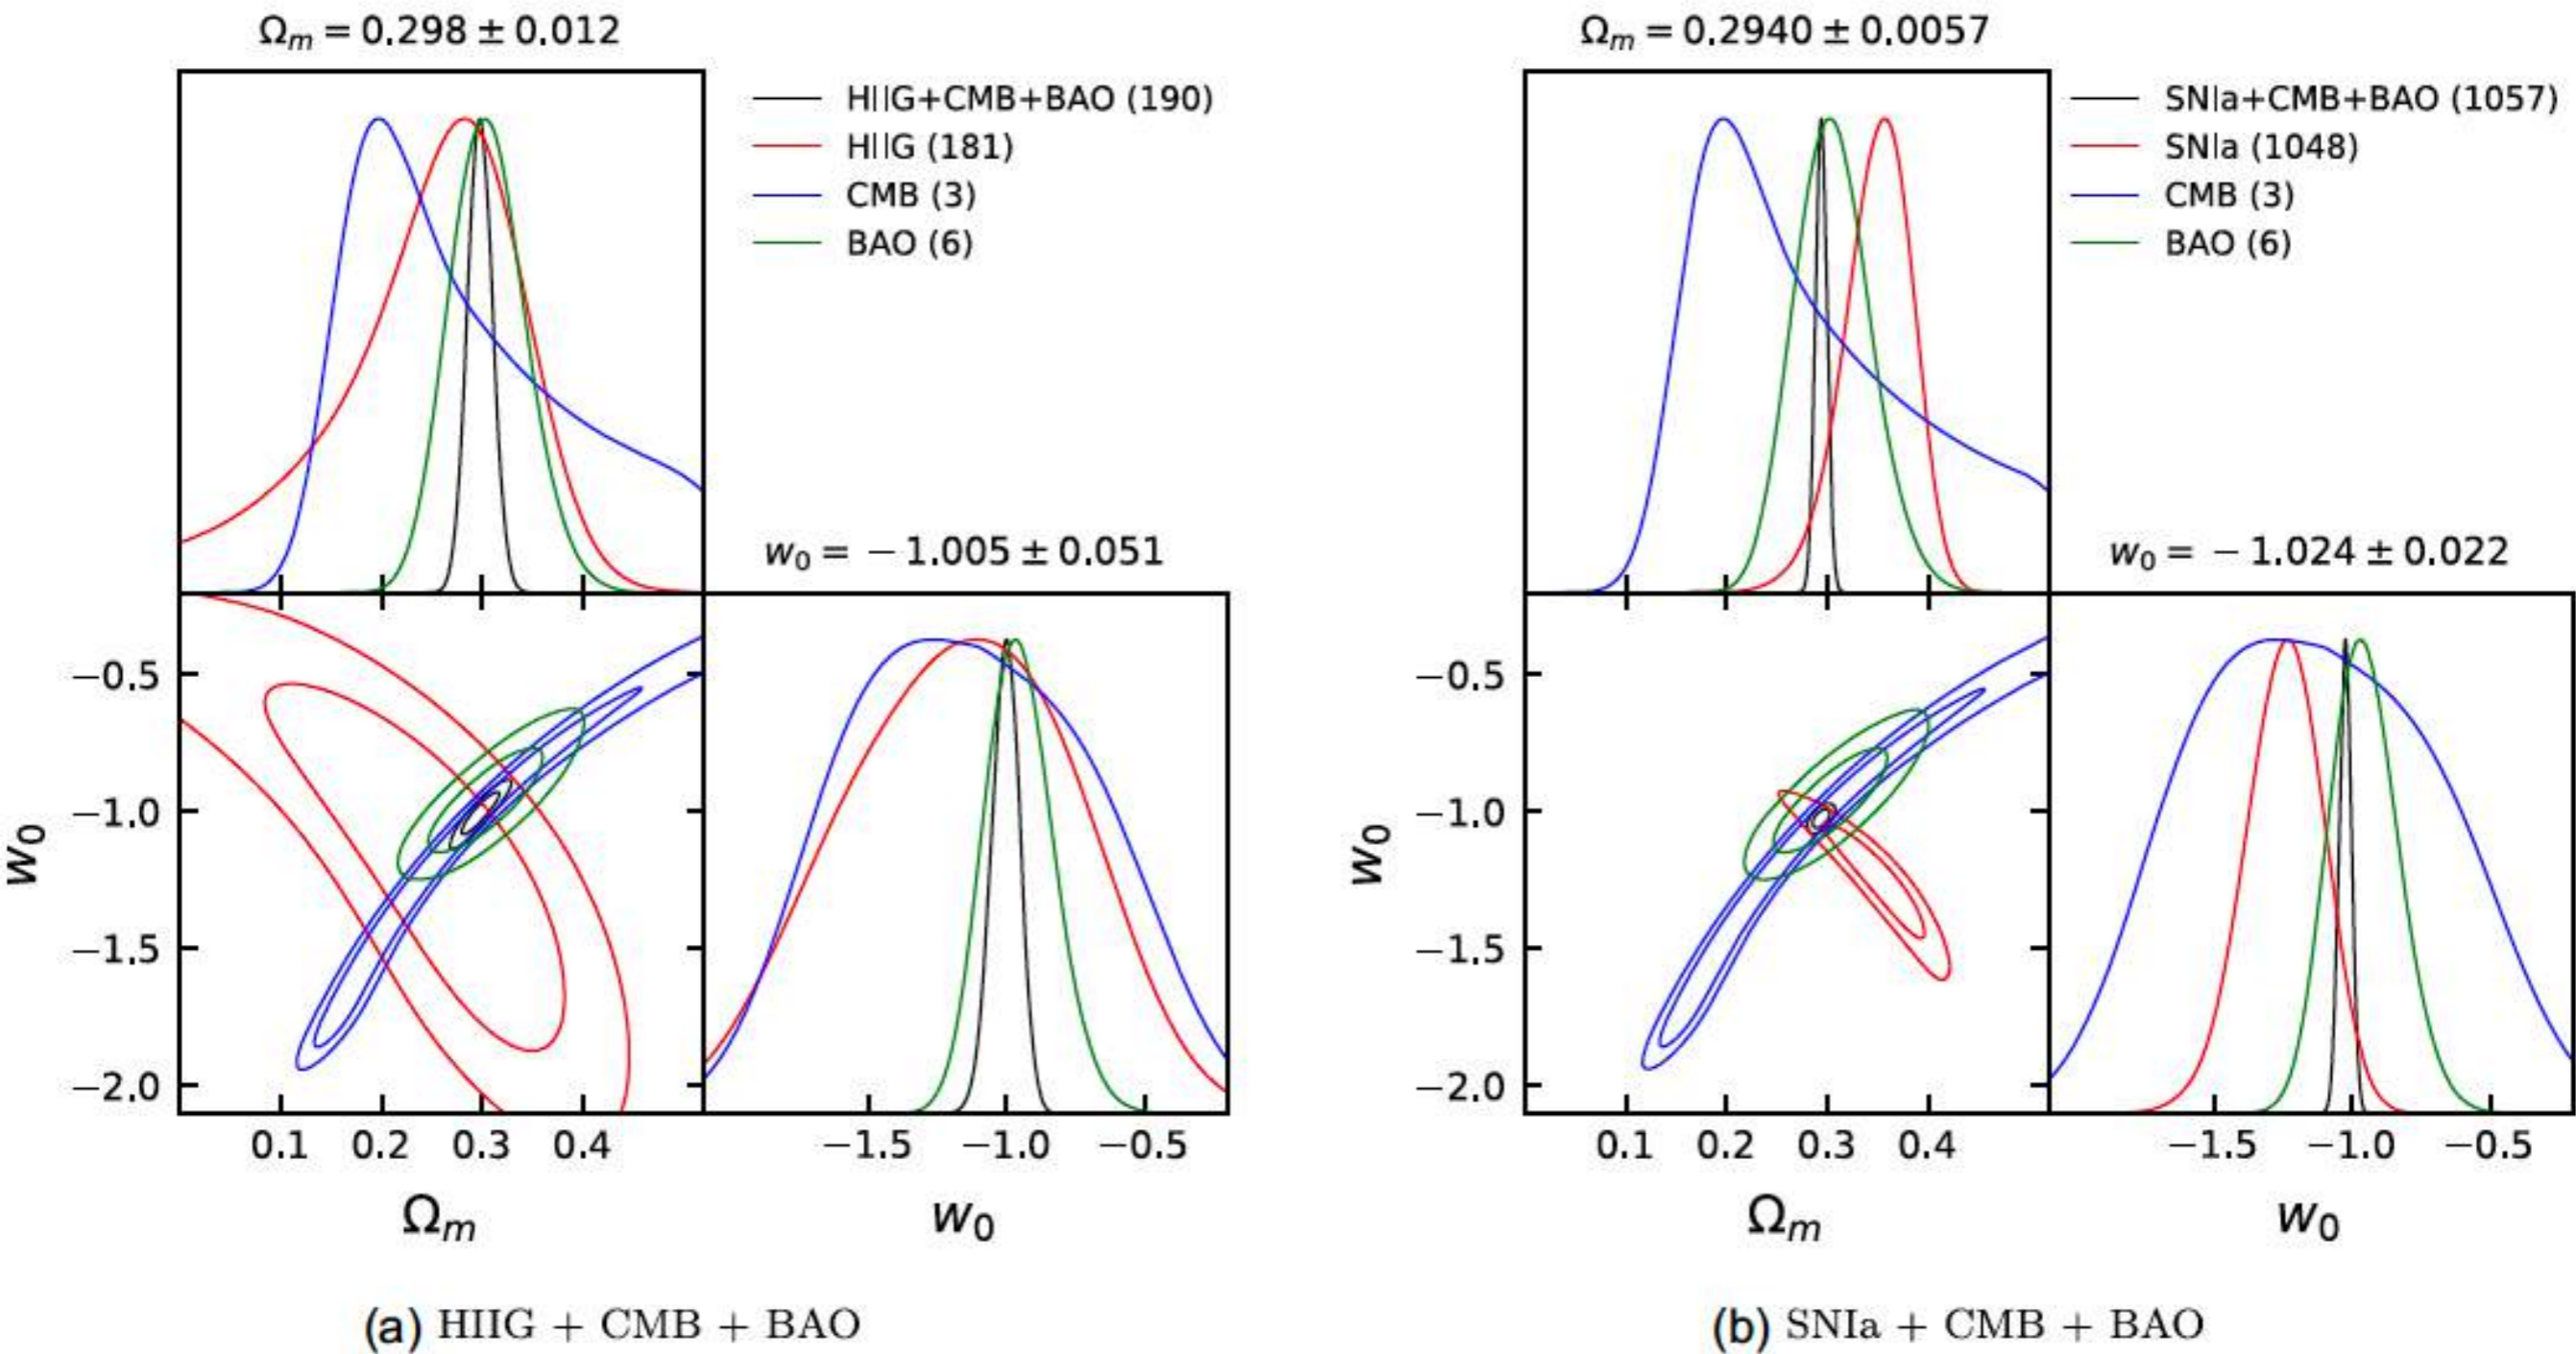 Ωₘ = 0.298 ± 0.012
HIIG+CMB+BAO (190)
HIIG (181)
CMB (3)
BAO (6)
w₀ = −1.005 ± 0.051
−0.5
−1.0
−1.5
−2.0
w₀
0.1 0.2 0.3 0.4
Ωₘ
−1.5 −1.0 −0.5
w₀
(a) HIIG + CMB + BAO
Ωₘ = 0.2940 ± 0.0057
SNIa+CMB+BAO (1057)
SNIa (1048)
CMB (3)
BAO (6)
w₀ = −1.024 ± 0.022
−0.5
−1.0
−1.5
−2.0
w₀
0.1 0.2 0.3 0.4
Ωₘ
−1.5 −1.0 −0.5
w₀
(b) SNIa + CMB + BAO